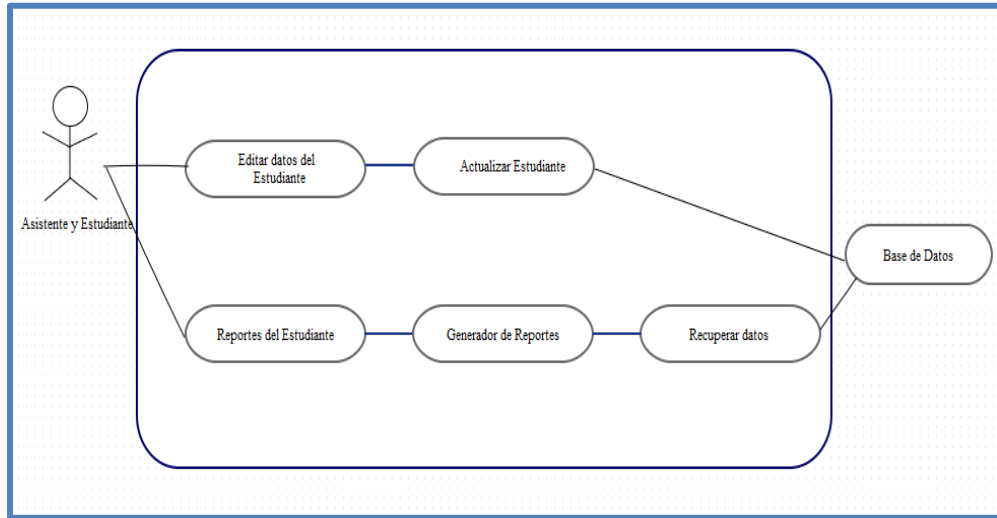 Editar datos del
Estudiante
Actualizar Estudiante
Asistente y Estudiante
Base de Datos
Reportes del Estudiante
Generador de Reportes
Recuperar datos